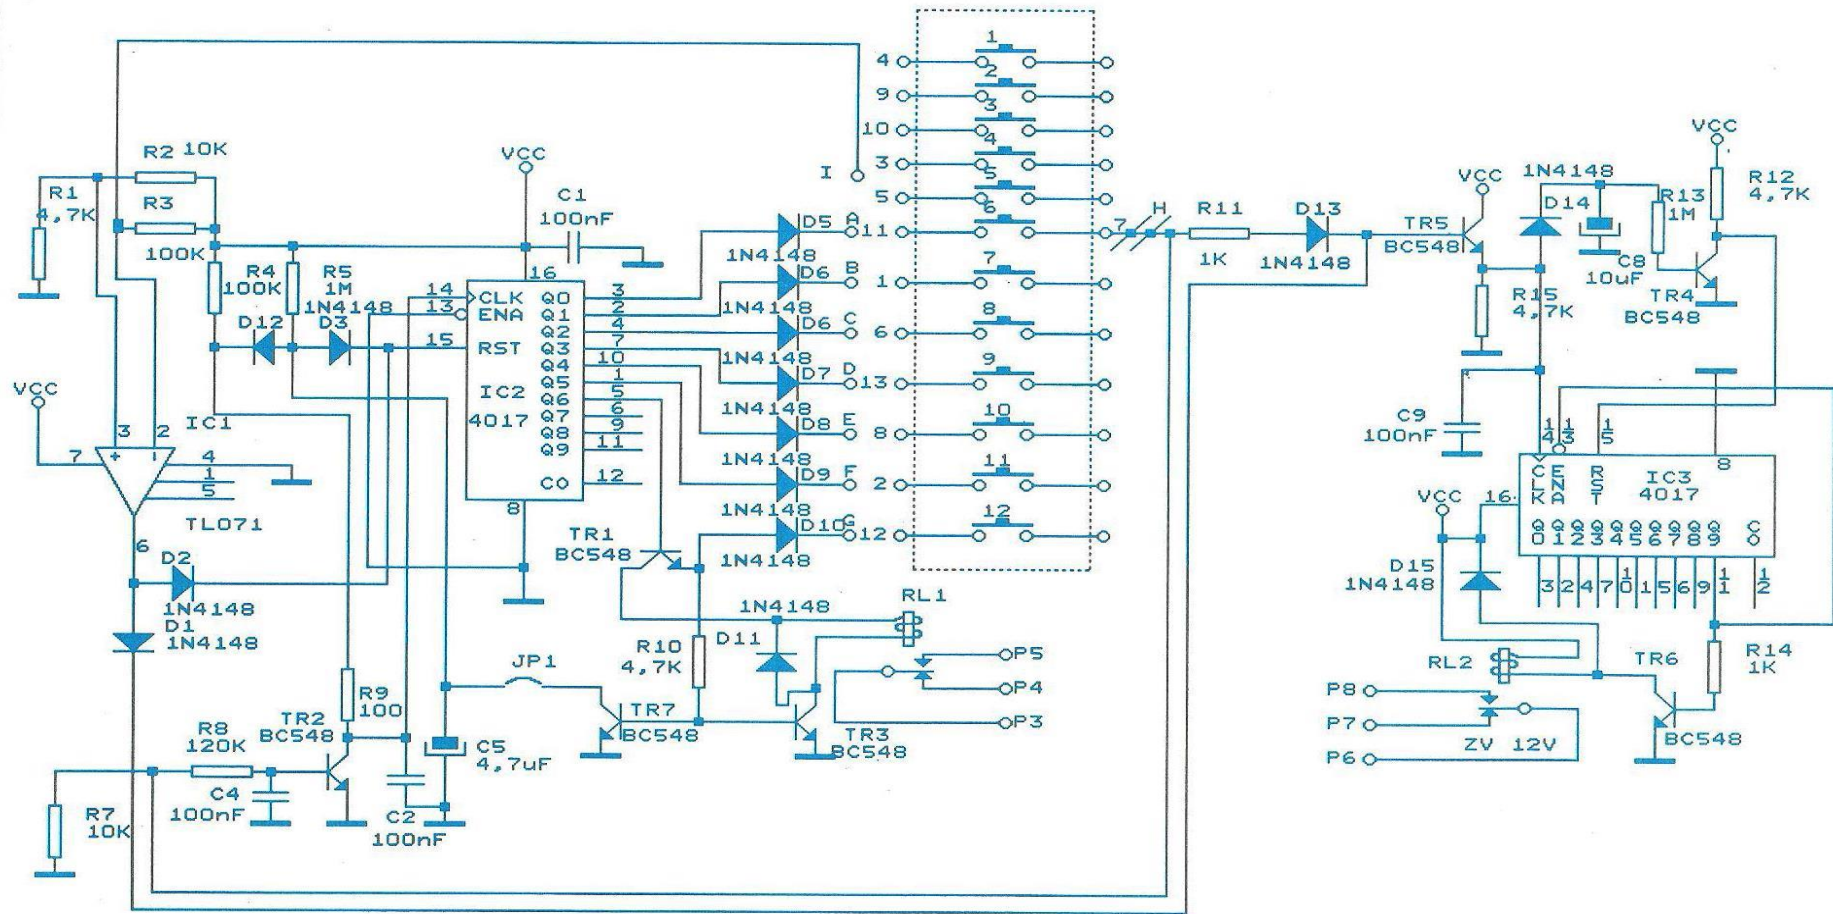 1
4
2
9
3
10
4
3
5
5
6
A 11
7 H
7
B 1
8
C 6
9
D 13
10
E 8
11
F 2
12
G 12
I
R2 10K
R1
4,7K
R3
100K
R4
100K
R5
1M
1N4148
D12
D3
VCC
C1
100nF
16
14
CLK
13
ENA
15
RST
IC2
4017
Q0 3
Q1 2
Q2 4
Q3 7
Q4 10
Q5 1
Q6 5
Q7 6
Q8 9
Q9 11
CO 12
8
D5
1N4148
D6
1N4148
D6
1N4148
D7
1N4148
D8
1N4148
D9
1N4148
D10
1N4148
VCC
IC1
3
2
+
-
7
4
1
5
TL071
6
D2
1N4148
D1
1N4148
TR1
BC548
1N4148
RL1
R10
4,7K
D11
P5
P4
P3
JP1
TR7
BC548
TR3
BC548
R9
100
TR2
BC548
R8
120K
C5
4,7uF
C4
100nF
C2
100nF
R7
10K
R11
1K
D13
1N4148
VCC
TR5
BC548
1N4148
D14
R13
1M
VCC
R12
4,7K
C8
10uF
TR4
BC548
R15
4,7K
C9
100nF
14
13
15
8
CLK
ENA
RST
IC3
4017
VCC
16
Q0
Q1
Q2
Q3
Q4
Q5
Q6
Q7
Q8
Q9
CO
3
2
4
7
10
1
5
6
9
11
12
D15
1N4148
RL2
TR6
R14
1K
P8
P7
P6
ZV 12V
BC548